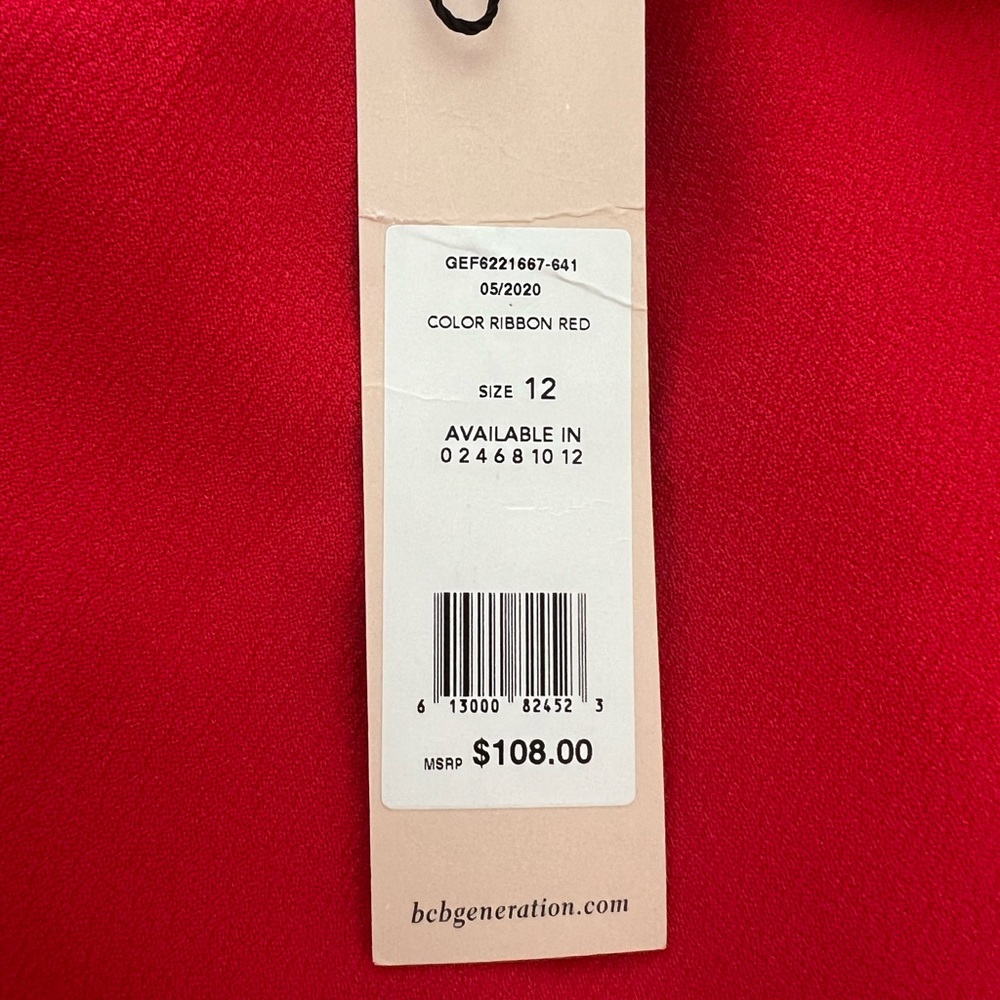 GEF6221667-641
05/2020
COLOR RIBBON RED
SIZE 12
AVAILABLE IN
0 2 4 6 8 10 12
6 13000 82452 3
MSRP $108.00
bcbgeneration.com